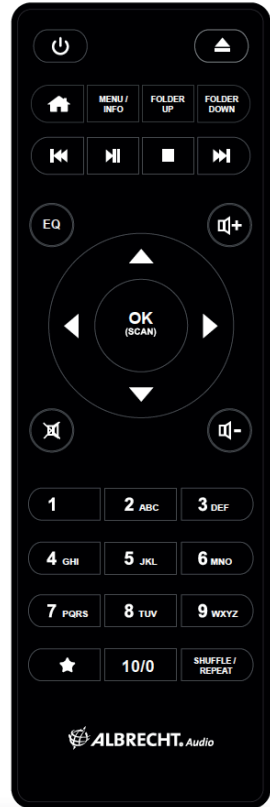 MENU / INFO
FOLDER UP
FOLDER DOWN
EQ
+
OK
(SCAN)
-
1
2 ABC
3 DEF
4 GHI
5 JKL
6 MNO
7 PQRS
8 TUV
9 WXYZ
10/0
SHUFFLE / REPEAT
ALBRECHT. Audio